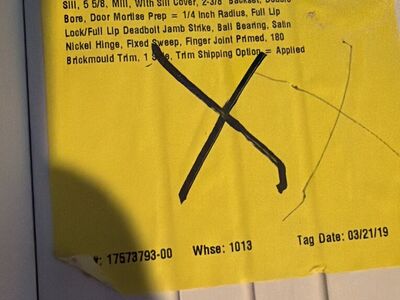 Sill, 5 5/8, Mill, With Sill Cover, 2-3/8" Backset, Double
Bore, Door Mortise Prep = 1/4 Inch Radius, Full Lip
Lock/Full Lip Deadbolt Jamb Strike, Ball Bearing, Satin
Nickel Hinge, Fixed Sweep, Finger Joint Primed, 180
Brickmould Trim. 1 Side, Trim Shipping Option = Applied
#: 17573793-00 Whse: 1013 Tag Date: 03/21/19